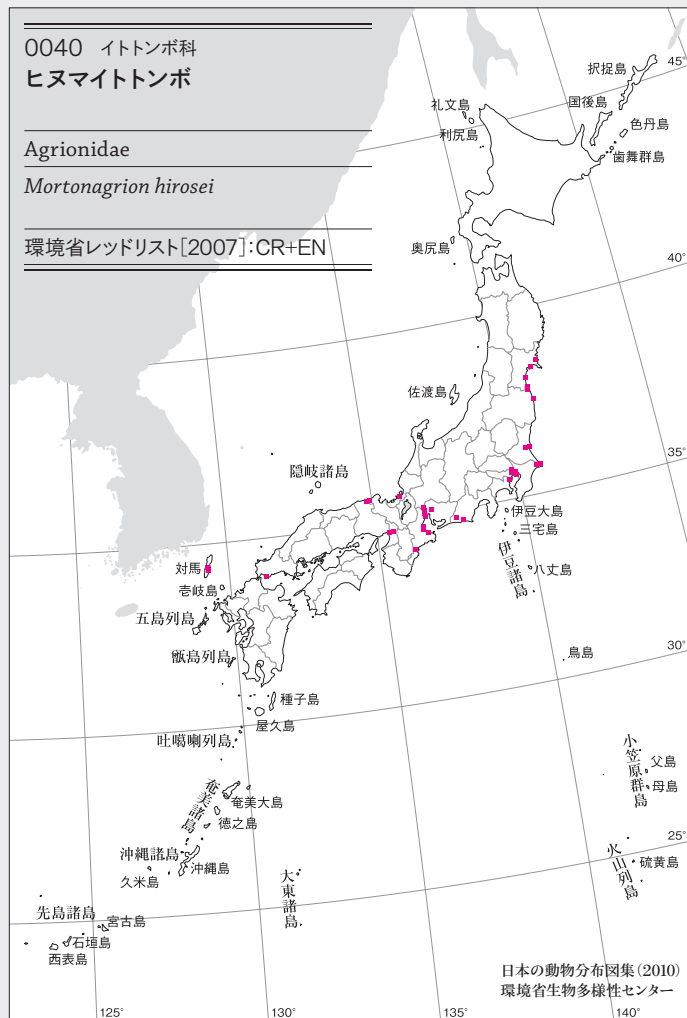 0040 イトトンボ科
ヒヌマイトトンボ
Agrionidae
Mortonagrion hirosei
環境省レッドリスト[2007]:CR+EN
45°
択捉島
国後島
礼文島
色丹島
利尻島
歯舞群島
奥尻島
40°
佐渡島
35°
隠岐諸島
伊豆大島
三宅島
伊豆諸島
八丈島
対馬
壱岐島
五島列島
甑島列島
鳥島
30°
種子島
屋久島
吐噶喇列島
小笠原群島
父島
母島
奄美諸島
奄美大島
徳之島
25°
沖縄諸島
沖縄島
久米島
火山列島
硫黄島
大東諸島
先島諸島
宮古島
石垣島
西表島
日本の動物分布図集(2010)
環境省生物多様性センター
125°
130°
135°
140°